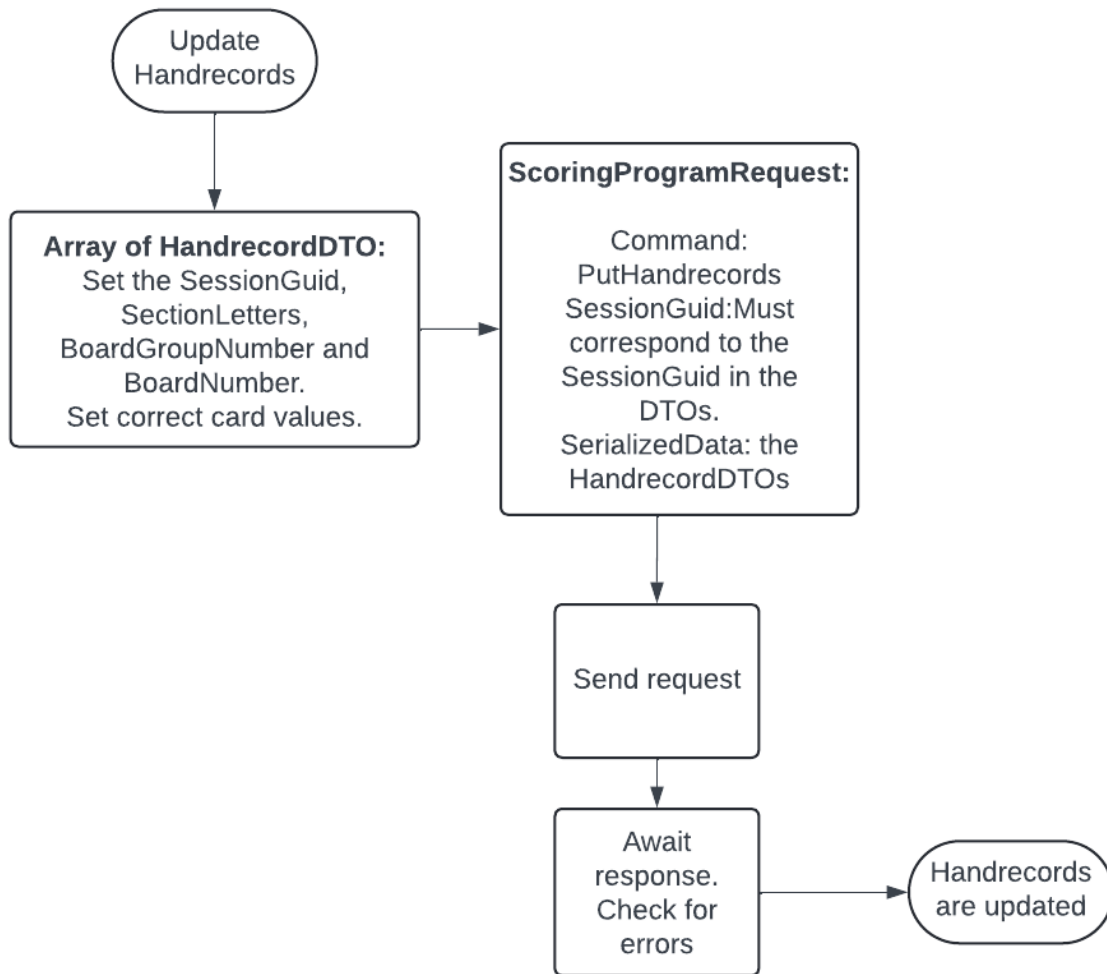 Update
Handrecords
Array of HandrecordDTO:
Set the SessionGuid,
SectionLetters,
BoardGroupNumber and
BoardNumber.
Set correct card values.
ScoringProgramRequest:
Command:
PutHandrecords
SessionGuid:Must
correspond to the
SessionGuid in the
DTOs.
SerializedData: the
HandrecordDTOs
Send request
Await
response.
Check for
errors
Handrecords
are updated